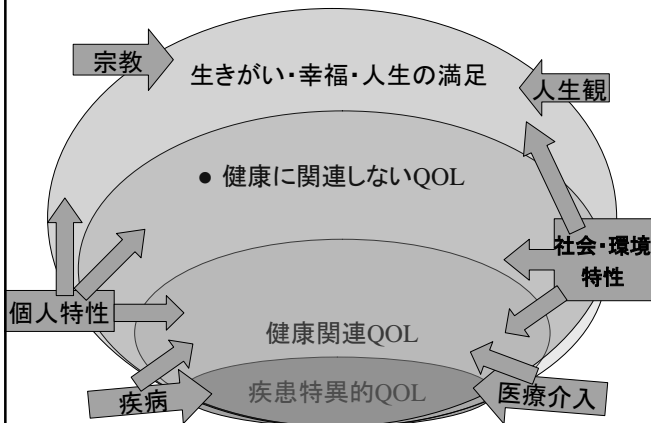 宗教
生きがい・幸福・人生の満足
人生観
● 健康に関連しないQOL
社会・環境
特性
個人特性
健康関連QOL
疾患特異的QOL
疾病
医療介入